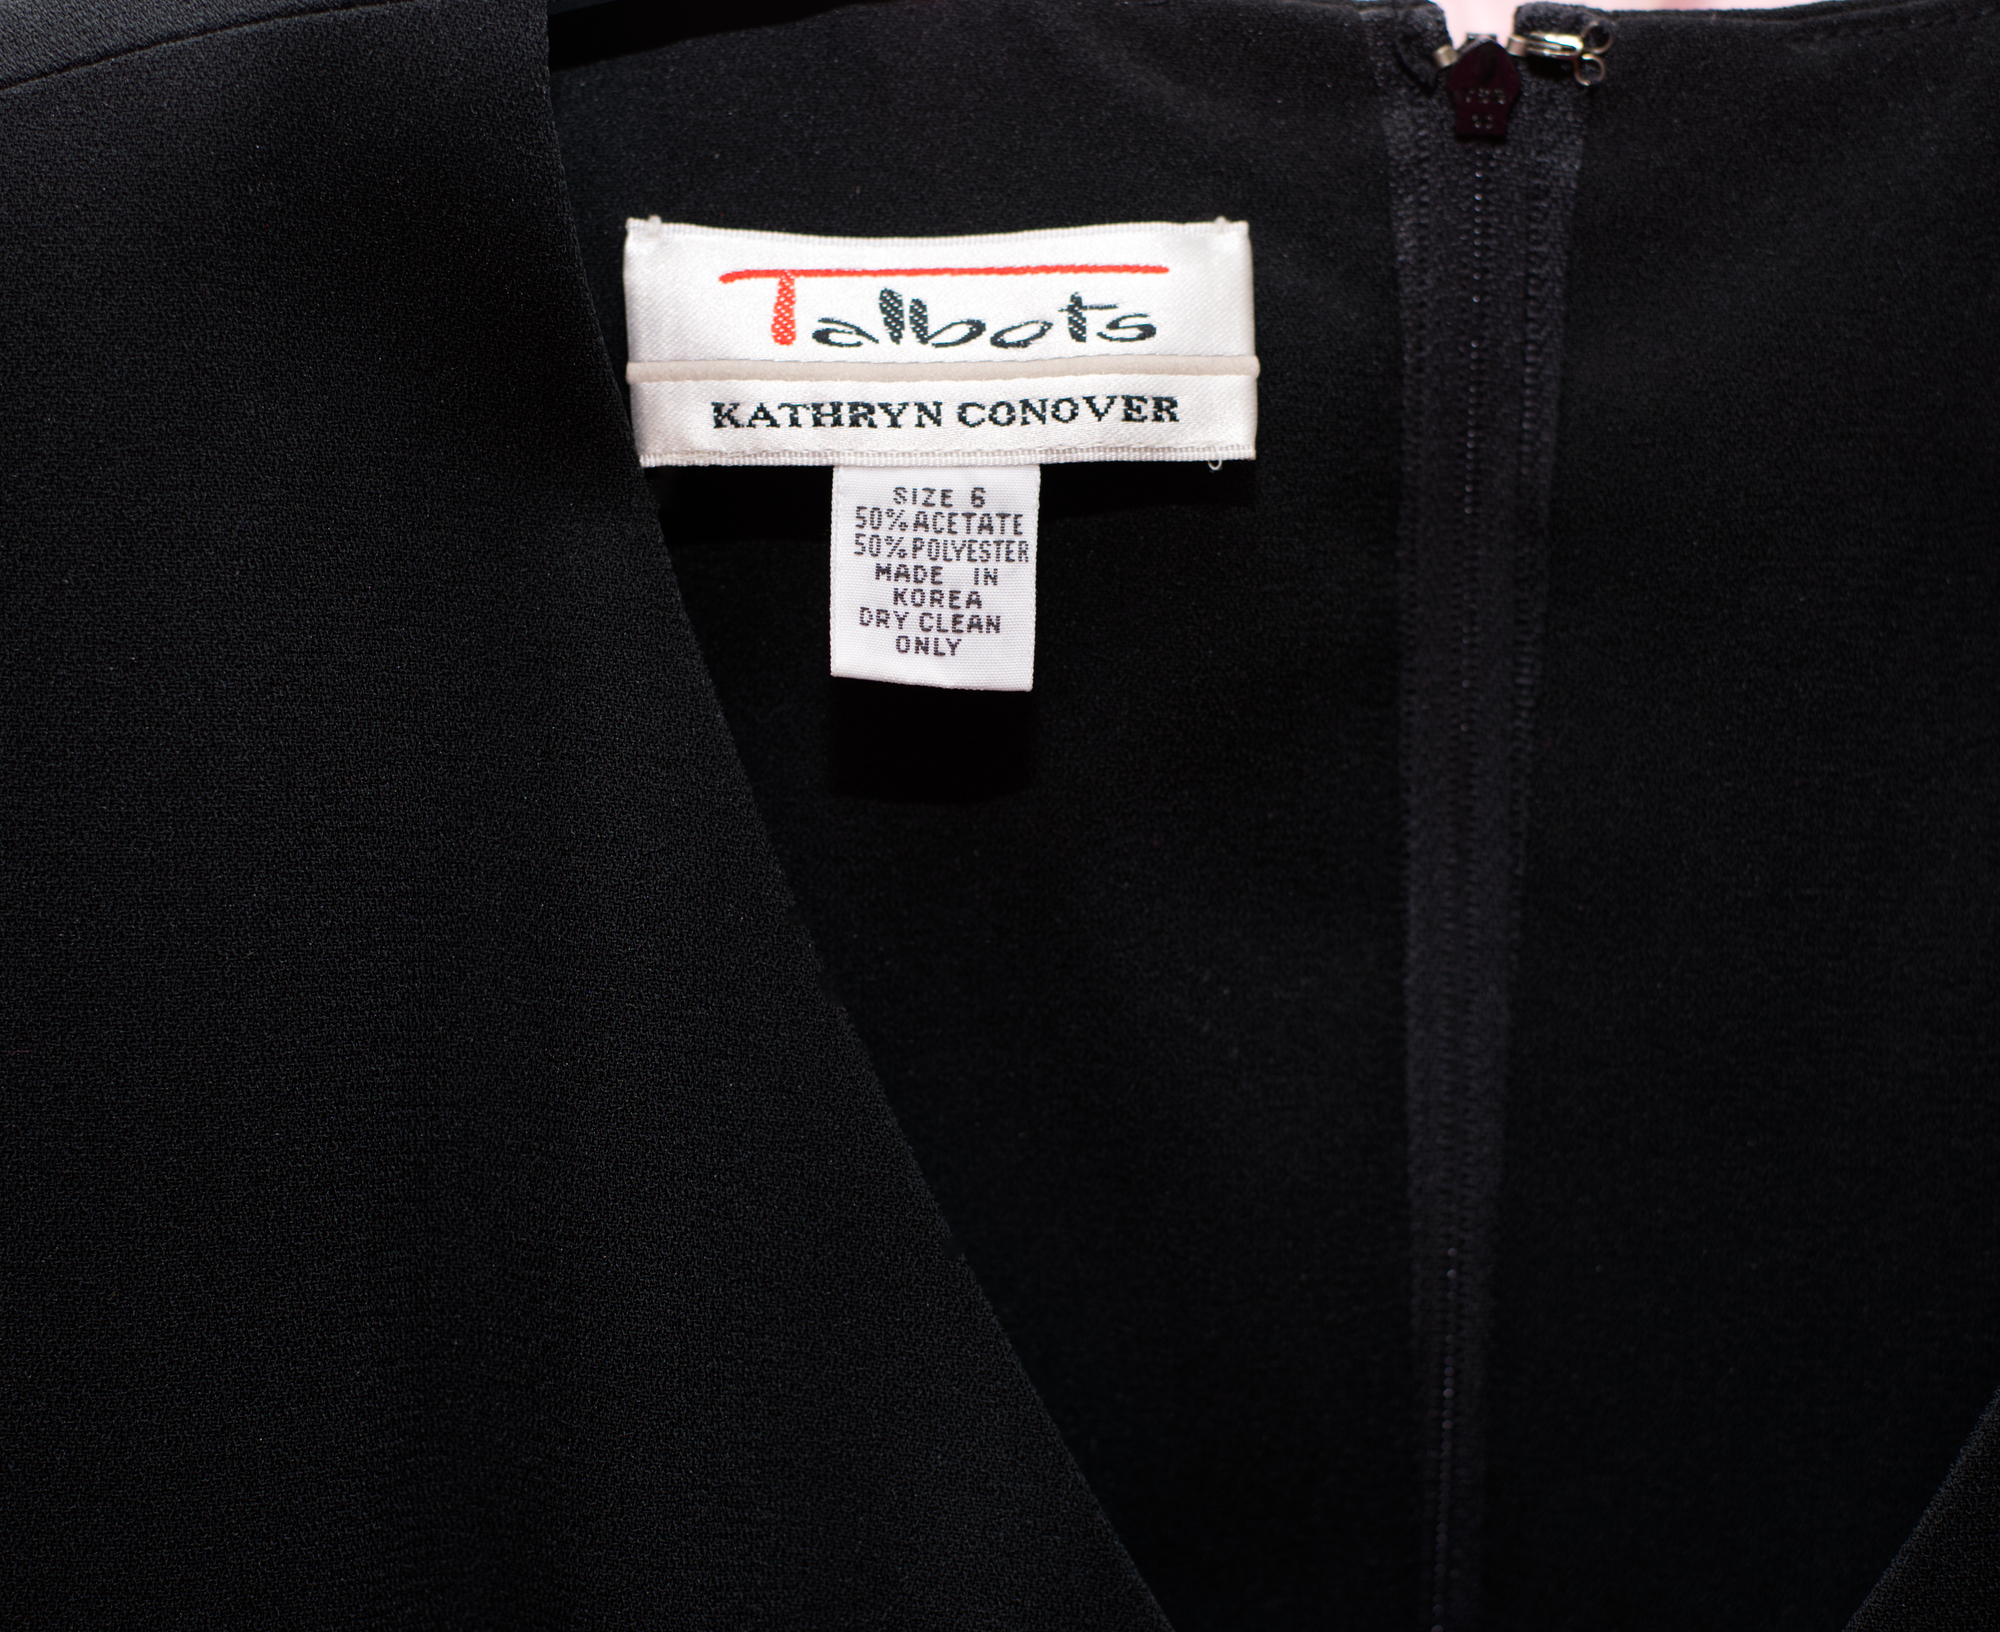 Talbots
KATHRYN CONOVER
SIZE 6
50% ACETATE
50% POLYESTER
MADE IN
KOREA
DRY CLEAN
ONLY